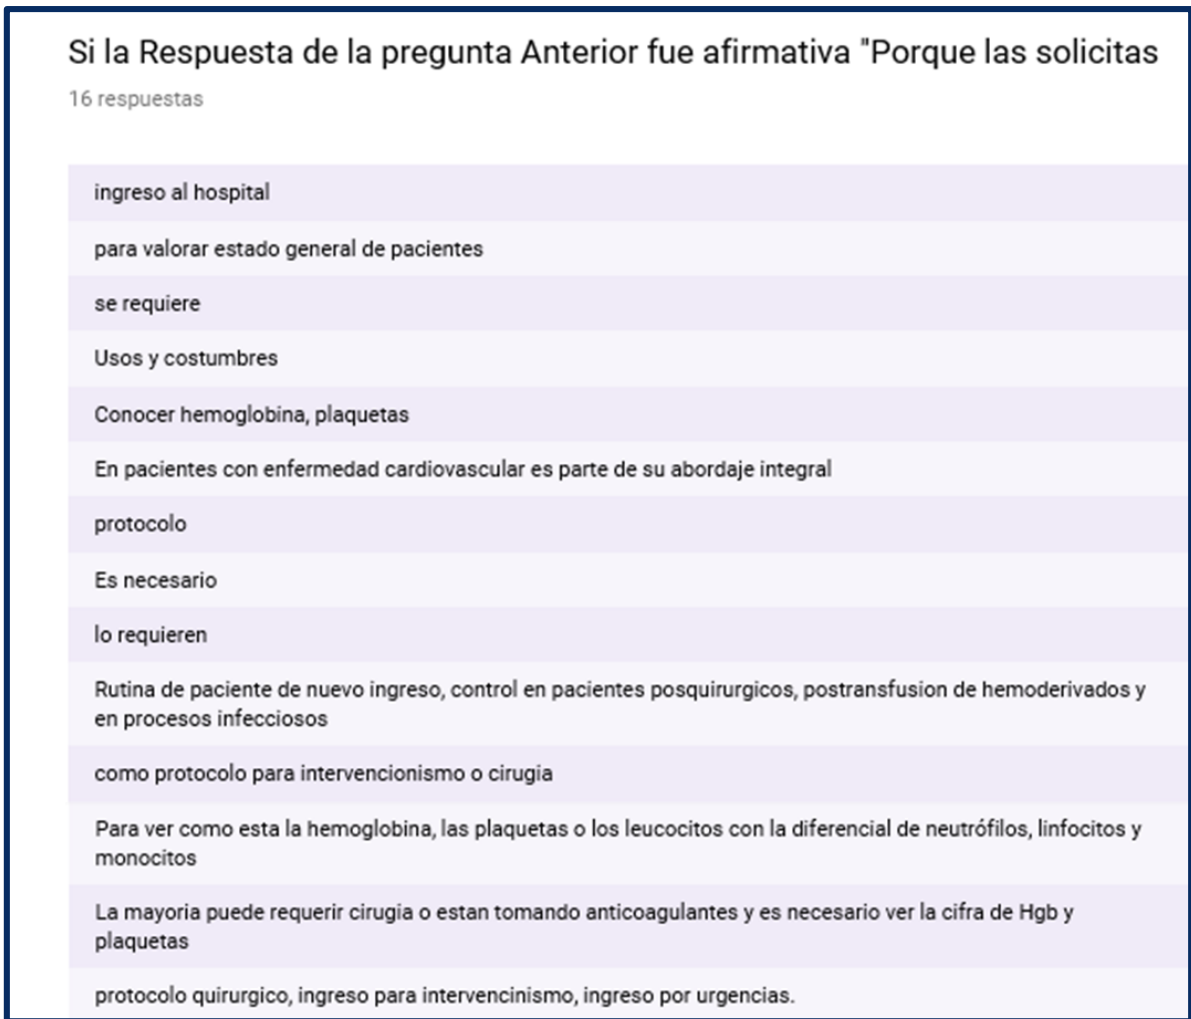 Si la Respuesta de la pregunta Anterior fue afirmativa "Porque las solicitas
16 respuestas
ingreso al hospital
para valorar estado general de pacientes
se requiere
Usos y costumbres
Conocer hemoglobina, plaquetas
En pacientes con enfermedad cardiovascular es parte de su abordaje integral
protocolo
Es necesario
lo requieren
Rutina de paciente de nuevo ingreso, control en pacientes posquirurgicos, postransfusion de hemoderivados y
en procesos infecciosos
como protocolo para intervencionismo o cirugia
Para ver como esta la hemoglobina, las plaquetas o los leucocitos con la diferencial de neutrófilos, linfocitos y
monocitos
La mayoria puede requerir cirugia o estan tomando anticoagulantes y es necesario ver la cifra de Hgb y
plaquetas
protocolo quirurgico, ingreso para intervencinismo, ingreso por urgencias.